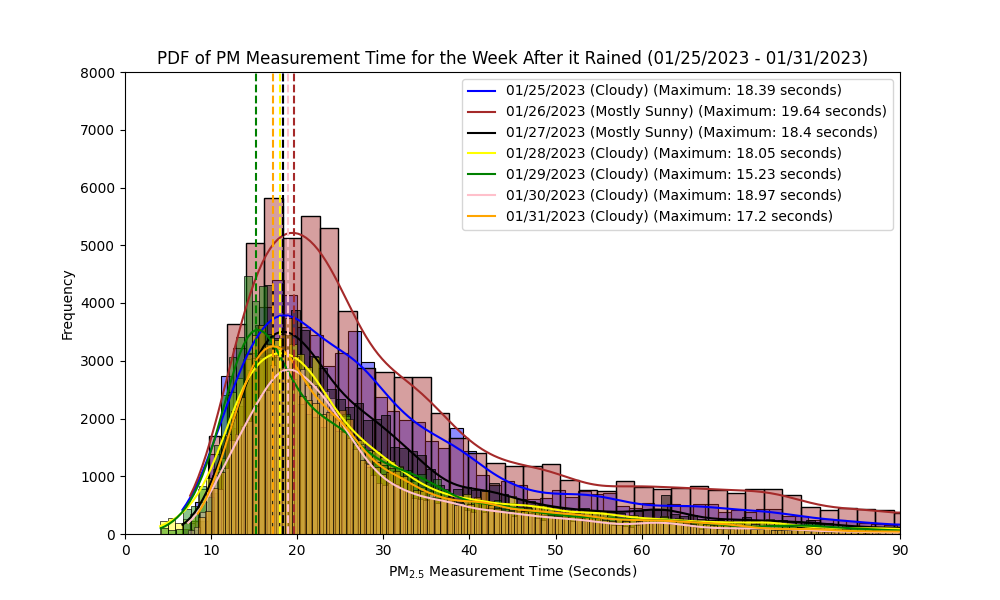 PDF of PM Measurement Time for the Week After it Rained (01/25/2023 - 01/31/2023)
8000
7000
6000
5000
4000
3000
2000
1000
0
Frequency
01/25/2023 (Cloudy) (Maximum: 18.39 seconds)
01/26/2023 (Mostly Sunny) (Maximum: 19.64 seconds)
01/27/2023 (Mostly Sunny) (Maximum: 18.4 seconds)
01/28/2023 (Cloudy) (Maximum: 18.05 seconds)
01/29/2023 (Cloudy) (Maximum: 15.23 seconds)
01/30/2023 (Cloudy) (Maximum: 18.97 seconds)
01/31/2023 (Cloudy) (Maximum: 17.2 seconds)
0 10 20 30 40 50 60 70 80 90
PM2.5 Measurement Time (Seconds)